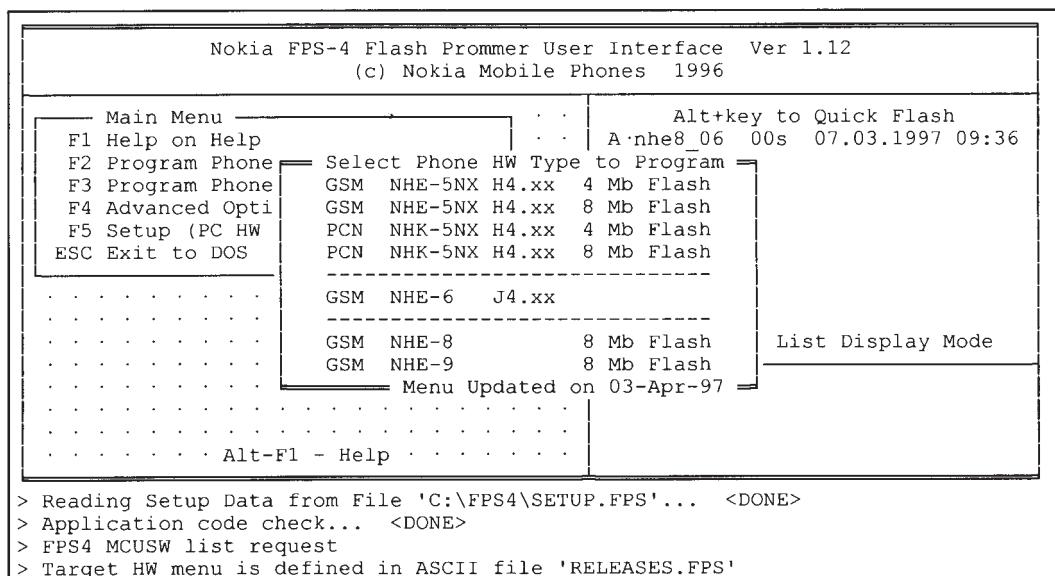 Nokia FPS-4 Flash Prommer User Interface Ver 1.12
(c) Nokia Mobile Phones 1996
Main Menu
F1 Help on Help
F2 Program Phone
F3 Program Phone
F4 Advanced Opti
F5 Setup (PC HW
ESC Exit to DOS
Alt+key to Quick Flash
A·nhe8_06 00s 07.03.1997 09:36
Select Phone HW Type to Program
GSM NHE-5NX H4.xx 4 Mb Flash
GSM NHE-5NX H4.xx 8 Mb Flash
PCN NHK-5NX H4.xx 4 Mb Flash
PCN NHK-5NX H4.xx 8 Mb Flash
GSM NHE-6 J4.xx
GSM NHE-8 8 Mb Flash
GSM NHE-9 8 Mb Flash
Menu Updated on 03-Apr-97
List Display Mode
Alt-F1 - Help
> Reading Setup Data from File 'C:\FPS4\SETUP.FPS'... <DONE>
> Application code check... <DONE>
> FPS4 MCUSW list request
> Target HW menu is defined in ASCII file 'RELEASES.FPS'